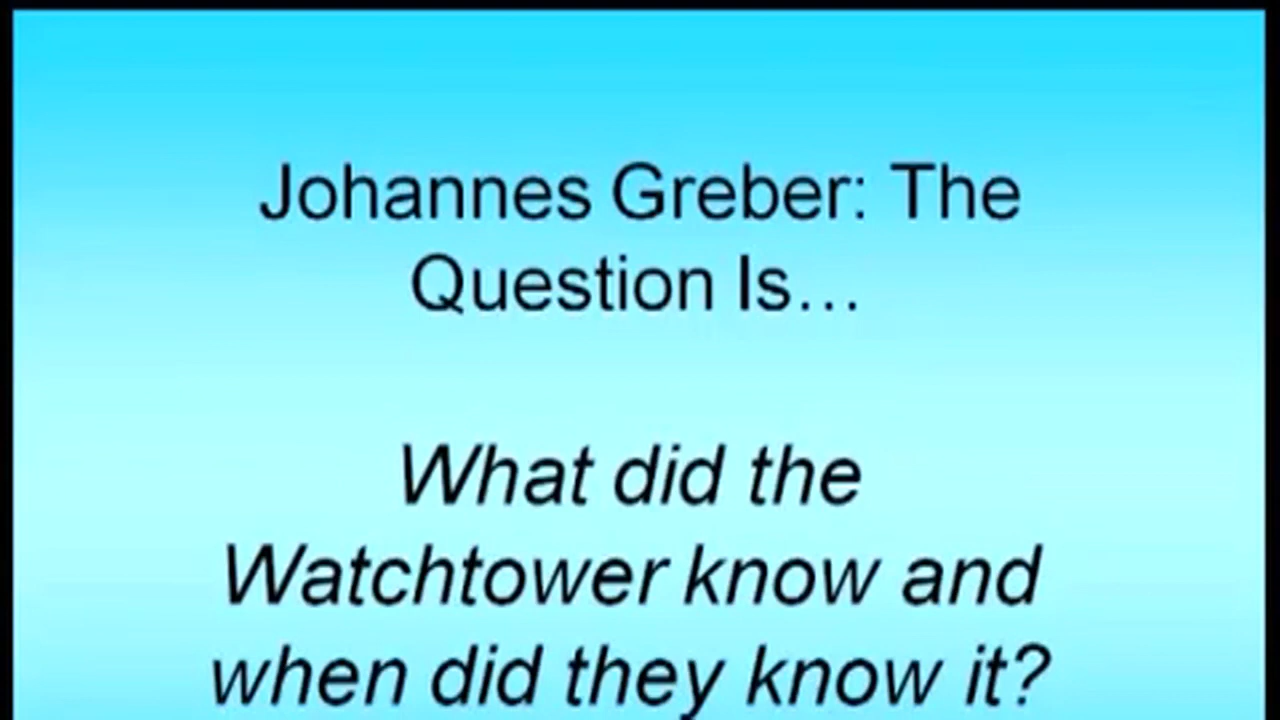 Johannes Greber: The
Question Is...
What did the
Watchtower know and
when did they know it?